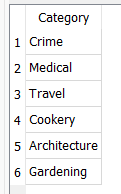 Category
1 Crime
2 Medical
3 Travel
4 Cookery
5 Architecture
6 Gardening